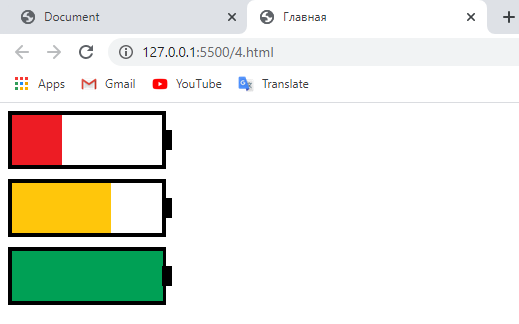 Document
Главная
127.0.0.1:5500/4.html
Apps Gmail YouTube Translate